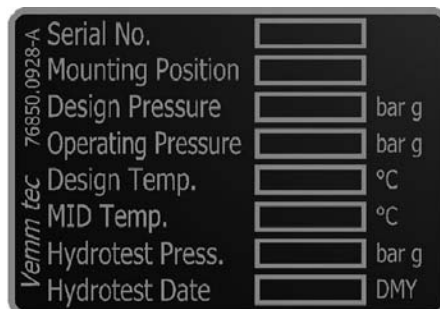 Vemm tec 76850.0928-A
Serial No.
Mounting Position
Design Pressure bar g
Operating Pressure bar g
Design Temp. °C
MID Temp. °C
Hydrotest Press. bar g
Hydrotest Date DMY